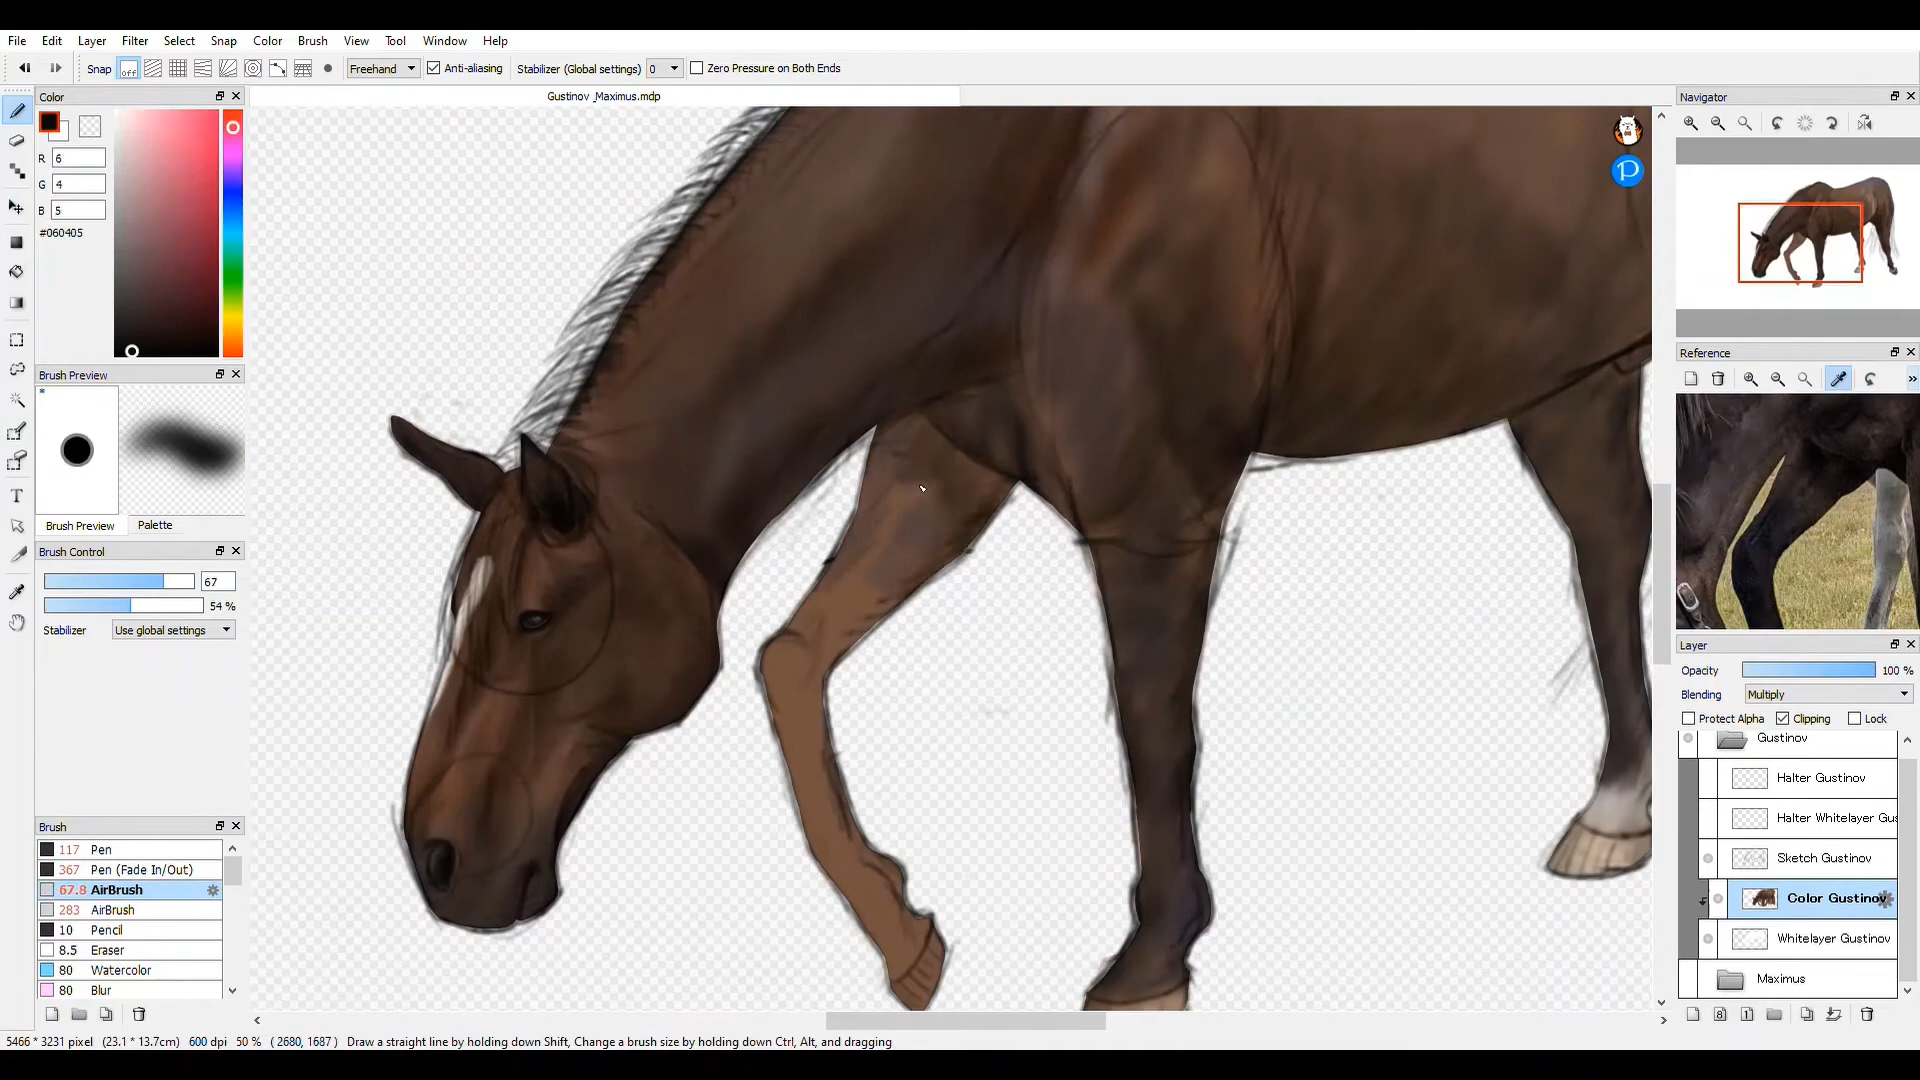 File Edit Layer Filter Select Snap Color Brush View Tool Window Help
Snap off Freehand Anti-aliasing Stabilizer (Global settings) 0 Zero Pressure on Both Ends
Color
Gustinov_Maximus.mdp
Navigator
R 6
G 4
B 5
#060405
Brush Preview
Brush Preview Palette
Brush Control
67
54 %
Stabilizer Use global settings
Brush
117 Pen
367 Pen (Fade In/Out)
67.8 AirBrush
283 AirBrush
10 Pencil
8.5 Eraser
80 Watercolor
80 Blur
P
Reference
Layer
Opacity 100 %
Blending Multiply
Protect Alpha Clipping Lock
Gustinov
Halter Gustinov
Halter Whitelayer Gus
Sketch Gustinov
Color Gustinov
Whitelayer Gustinov
Maximus
5466 * 3231 pixel (23.1 * 13.7cm) 600 dpi 50 % ( 2680, 1687 ) Draw a straight line by holding down Shift, Change a brush size by holding down Ctrl, Alt, and dragging